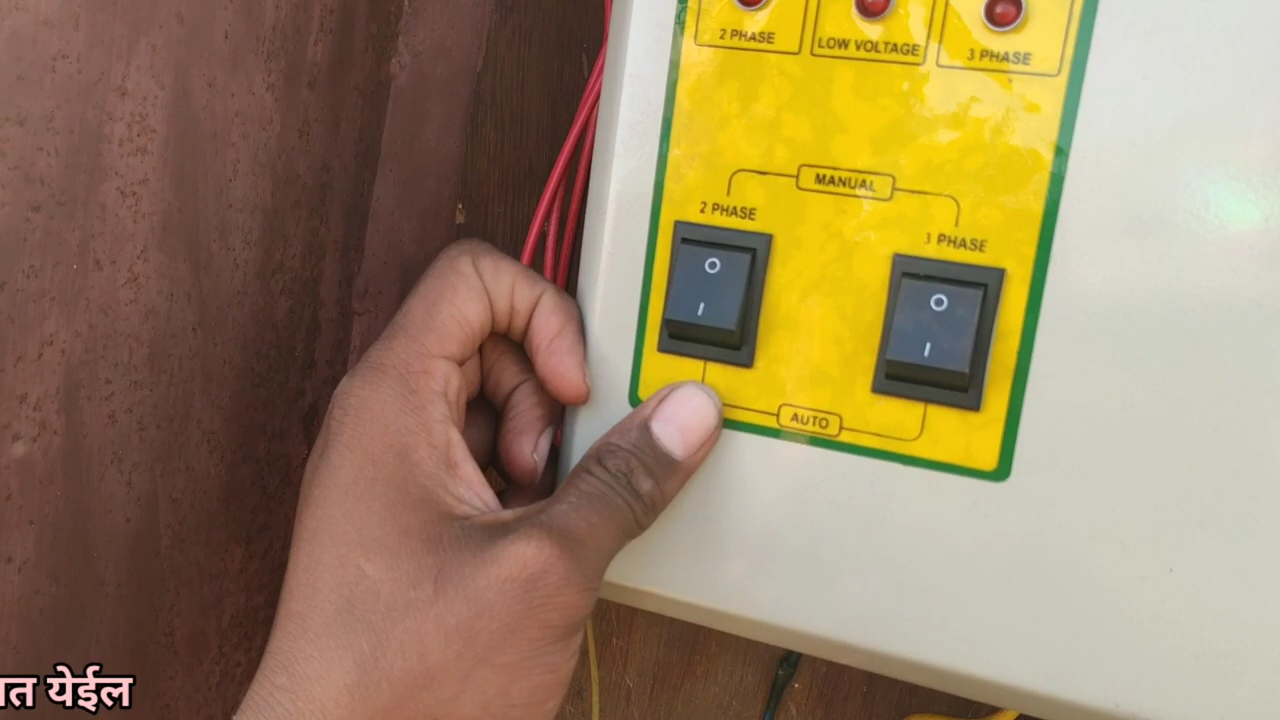 2 PHASE
LOW VOLTAGE
3 PHASE
MANUAL
2 PHASE
3 PHASE
O
I
O
I
AUTO
येईल